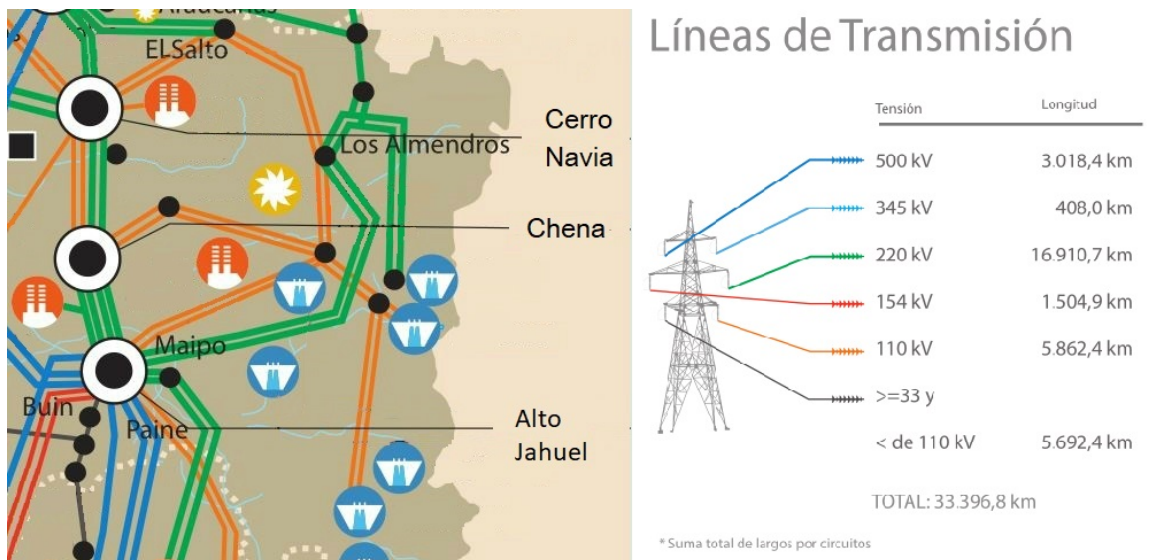 Araucarias
ELSalto
Cerro
Navia
Los Almendros
Chena
Maipo
Buin
Paine
Alto
Jahuel
Líneas de Transmisión
Tensión Longitud
500 kV 3.018,4 km
345 kV 408,0 km
220 kV 16.910,7 km
154 kV 1.504,9 km
110 kV 5.862,4 km
>=33 y
< de 110 kV 5.692,4 km
TOTAL: 33.396,8 km
* Suma total de largos por circuitos